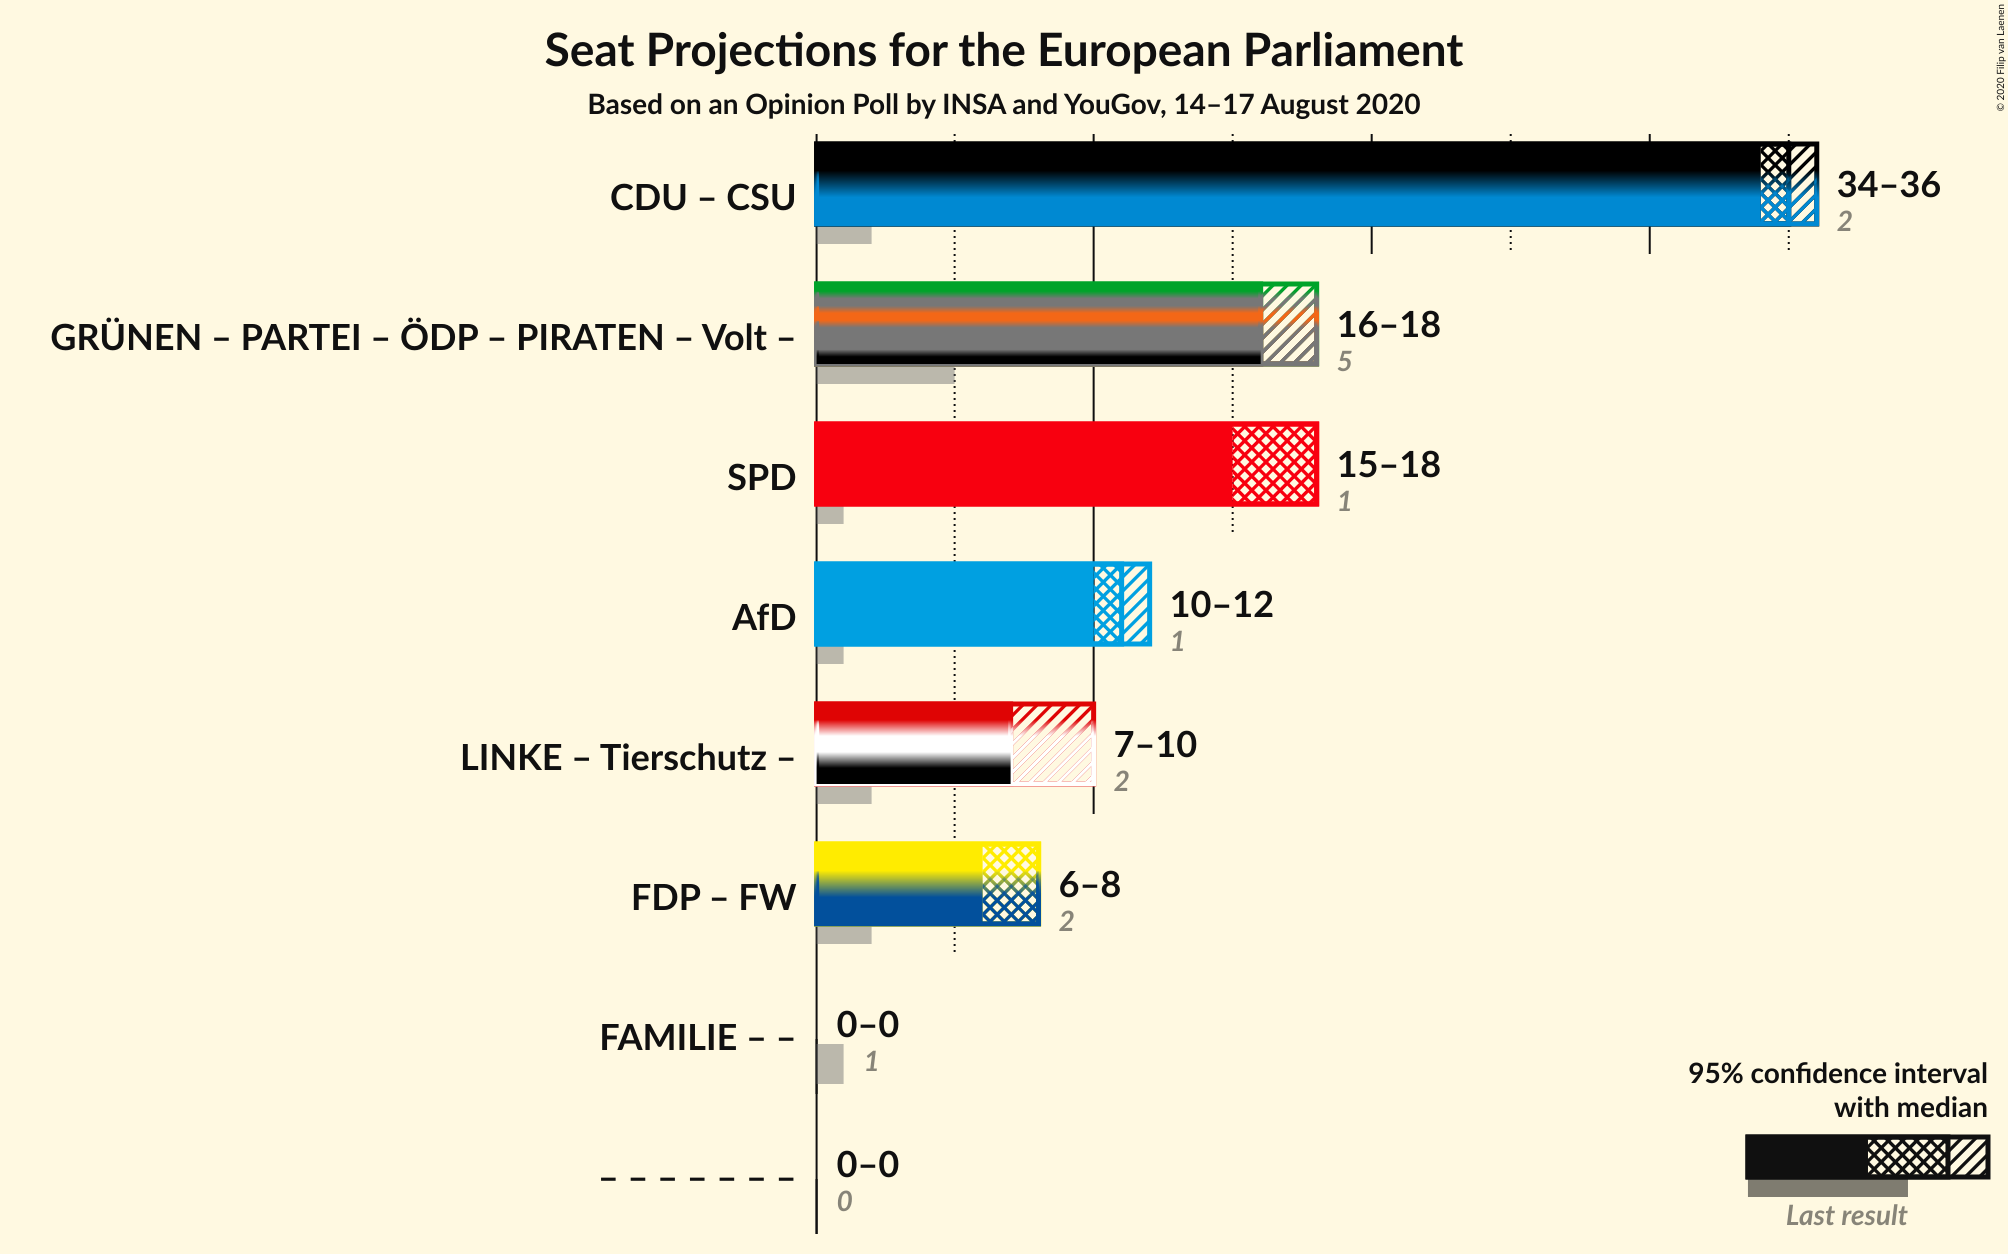 Seat Projections for the European Parliament
Based on an Opinion Poll by INSA and YouGov, 14–17 August 2020
© 2020 Filip van Laenen
CDU – CSU
34–36
2
GRÜNEN – PARTEI – ÖDP – PIRATEN – Volt –
16–18
5
SPD
15–18
1
AfD
10–12
1
LINKE – Tierschutz –
7–10
2
FDP – FW
6–8
2
FAMILIE – –
0–0
1
– – – – – – –
0–0
0
95% confidence interval
with median
Last result